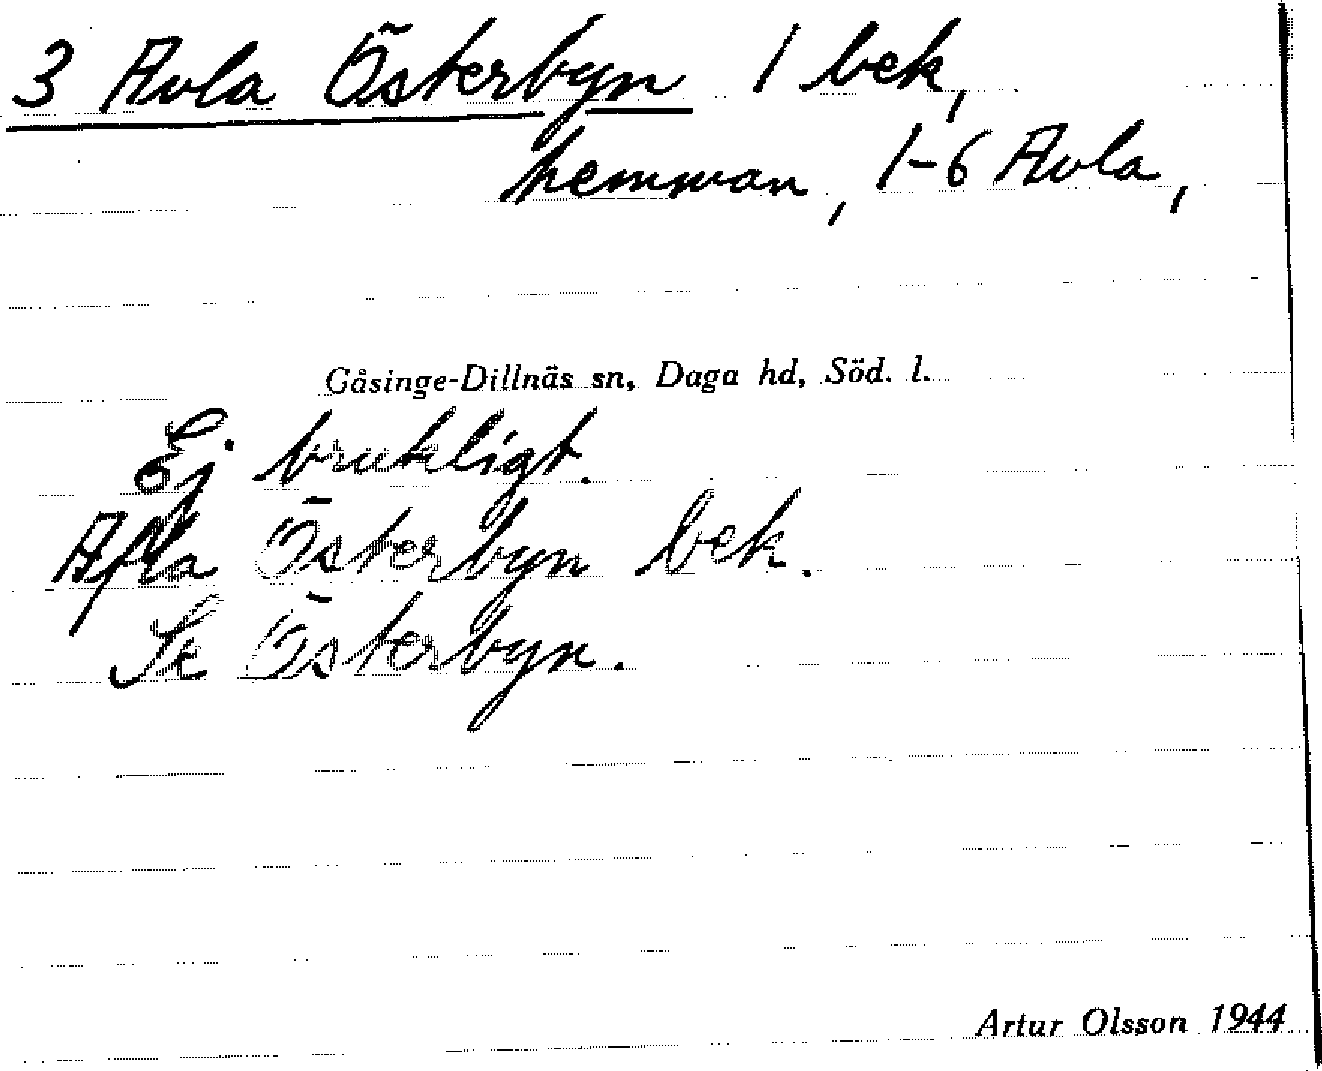 3 Avla Österbyn 1 bek,
hemman, 1-6 Avla,
Gåsinge-Dillnäs sn, Daga hd, Söd. l.
Ej brukligt.
Afla Österbyn bek.
Se Österbyn.
Artur Olsson 1944